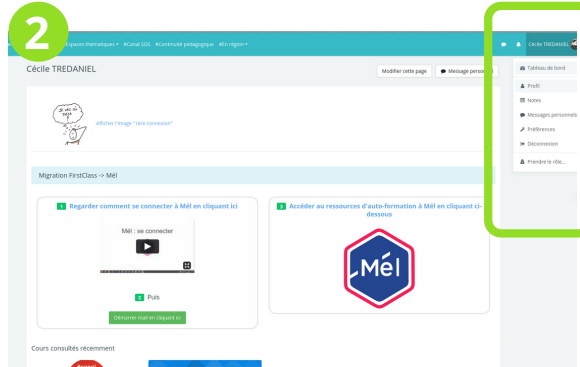 2
Espaces thématiques #Canal SOS #Continuité pédagogique #En région
Cécile TREDANIEL
Cécile TREDANIEL
Modifier cette page
Message person
Tableau de bord
Profil
Notes
Messages personnels
Préférences
Déconnexion
Prendre le rôle...
Afficher l'image "1ère connexion"
Migration FirstClass -> Mél
1 Regarder comment se connecter à Mél en cliquant ici
Mél : se connecter
2 Puis
Démarrer mail en cliquant ici
3 Accéder au ressources d'auto-formation à Mél en cliquant ci-
dessous
Mél
Cours consultés récemment